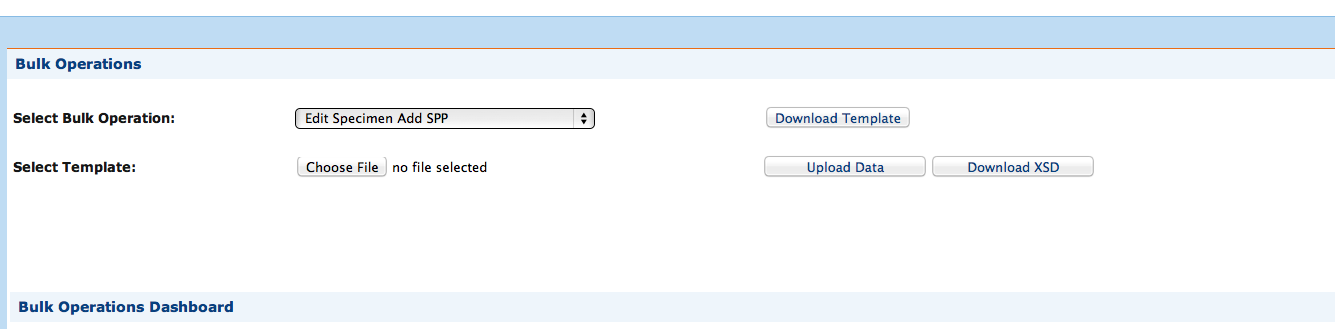 Bulk Operations
Select Bulk Operation: Edit Specimen Add SPP Download Template
Select Template: Choose File no file selected Upload Data Download XSD
Bulk Operations Dashboard